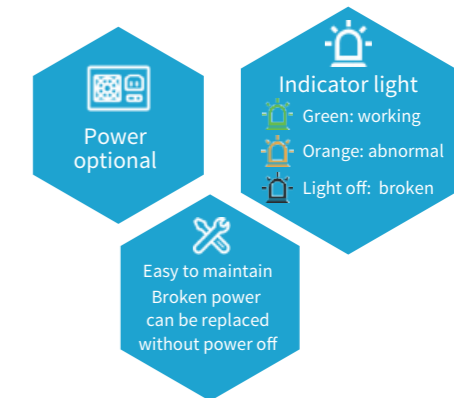 Power
optional
Indicator light
Green: working
Orange: abnormal
Light off: broken
Easy to maintain
Broken power
can be replaced
without power off